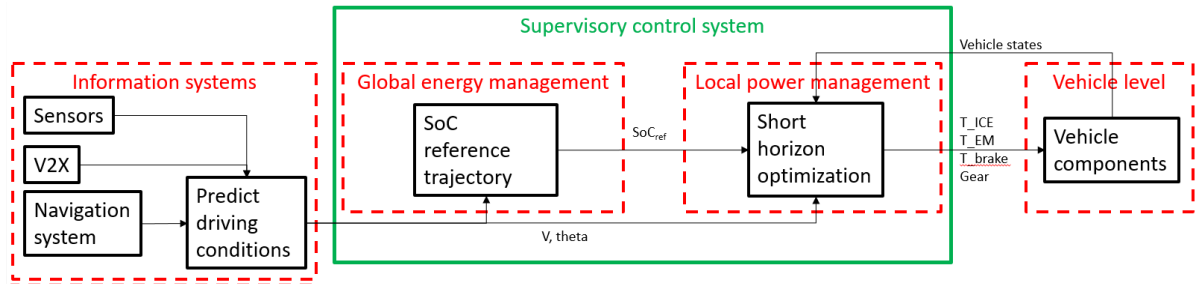 Supervisory control system
Information systems
Sensors
V2X
Navigation
system
Predict
driving
conditions
Global energy management
SoC
reference
trajectory
SoCref
V, theta
Local power management
Short
horizon
optimization
Vehicle states
T_ICE
T_EM
T_brake
Gear
Vehicle level
Vehicle
components